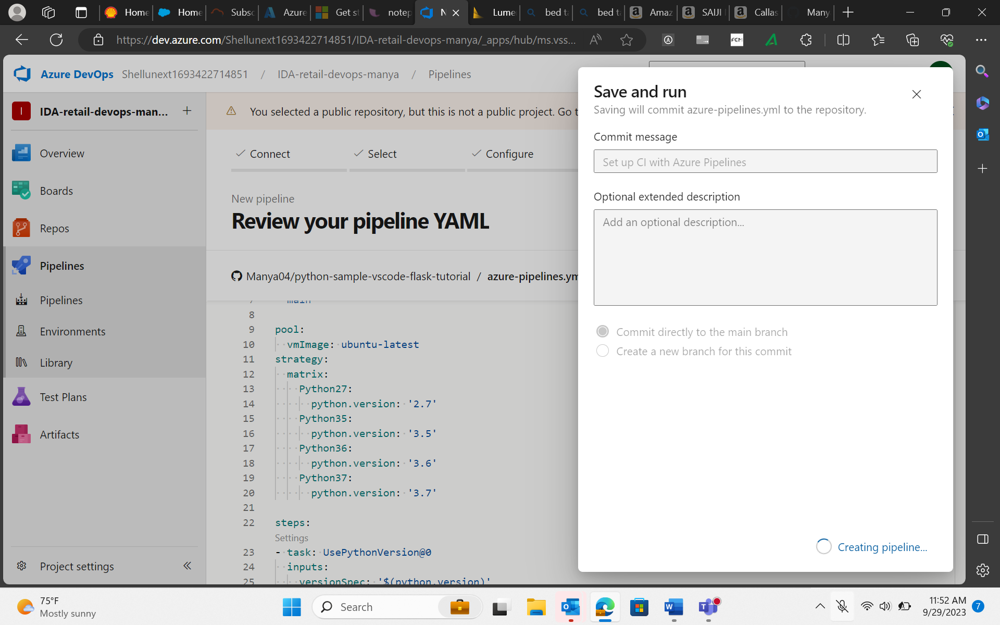 Home
Home
Subsc
Azure
Get st
notep
N
Lume
bed ta
bed ta
Amaz
SAIJI
Callas
Many
https://dev.azure.com/Shellunext1693422714851/IDA-retail-devops-manya/_apps/hub/ms.vss...
FCM
Azure DevOps Shellunext1693422714851 / IDA-retail-devops-manya / Pipelines
I IDA-retail-devops-man... +
Overview
Boards
Repos
Pipelines
Pipelines
Environments
Library
Test Plans
Artifacts
Project settings
You selected a public repository, but this is not a public project. Go t
Connect
Select
Configure
New pipeline
Review your pipeline YAML
Manya04/python-sample-vscode-flask-tutorial / azure-pipelines.ym
7 main
8
9 pool:
10 vmImage: ubuntu-latest
11 strategy:
12 matrix:
13 Python27:
14 python.version: '2.7'
15 Python35:
16 python.version: '3.5'
17 Python36:
18 python.version: '3.6'
19 Python37:
20 python.version: '3.7'
21
22 steps:
Settings
23 - task: UsePythonVersion@0
24 inputs:
25 versionSpec: '$(python.version)'
Save and run
Saving will commit azure-pipelines.yml to the repository.
Commit message
Set up CI with Azure Pipelines
Optional extended description
Add an optional description...
Commit directly to the main branch
Create a new branch for this commit
Creating pipeline...
75°F
Mostly sunny
Search
11:52 AM
9/29/2023
7